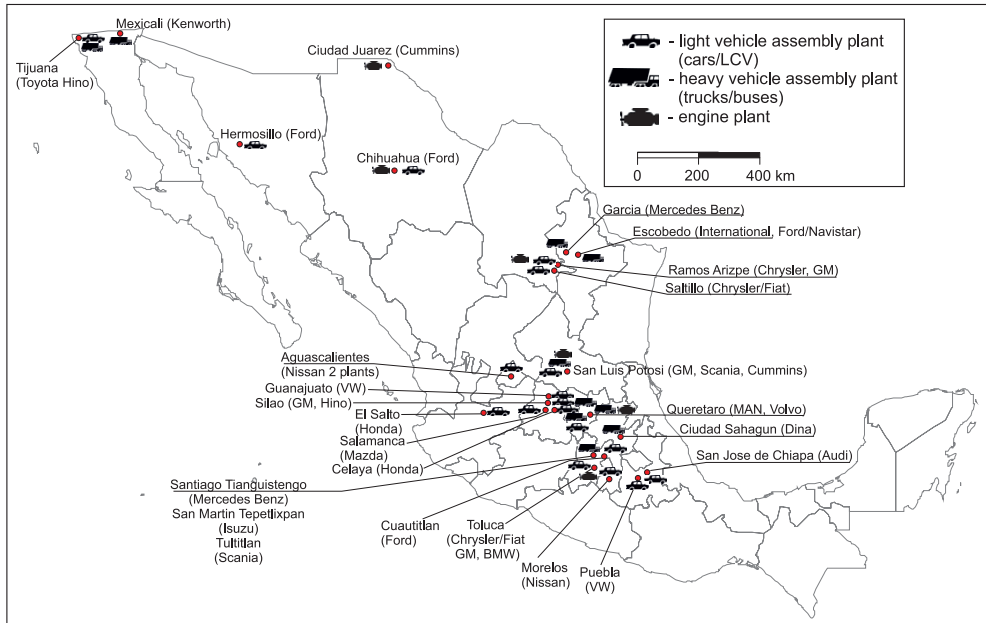 Mexicali (Kenworth)
Tijuana
(Toyota Hino)
Ciudad Juarez (Cummins)
Hermosillo (Ford)
Chihuahua (Ford)
- light vehicle assembly plant
(cars/LCV)
- heavy vehicle assembly plant
(trucks/buses)
- engine plant
0 200 400 km
Garcia (Mercedes Benz)
Escobedo (International, Ford/Navistar)
Ramos Arizpe (Chrysler, GM)
Saltillo (Chrysler/Fiat)
Aguascalientes
(Nissan 2 plants)
San Luis Potosi (GM, Scania, Cummins)
Guanajuato (VW)
Silao (GM, Hino)
El Salto
(Honda)
Salamanca
(Mazda)
Celaya (Honda)
Queretaro (MAN, Volvo)
Ciudad Sahagun (Dina)
San Jose de Chiapa (Audi)
Santiago Tianguistengo
(Mercedes Benz)
San Martin Tepetlixpan
(Isuzu)
Tultitlan
(Scania)
Cuautitlan
(Ford)
Toluca
(Chrysler/Fiat
GM, BMW)
Morelos
(Nissan)
Puebla
(VW)